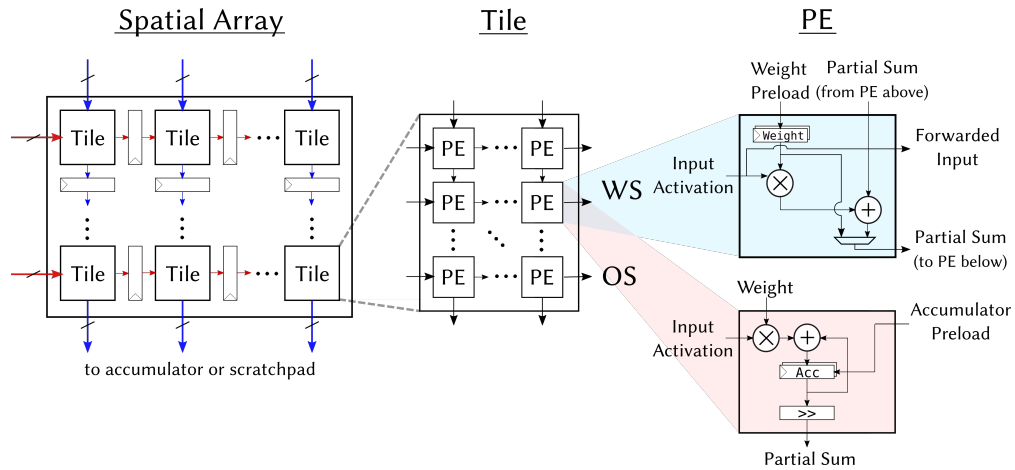 Spatial Array
Tile
PE
Tile Tile ••• Tile
Tile Tile ••• Tile
to accumulator or scratchpad
PE ••• PE
PE ••• PE
PE ••• PE
WS
OS
Weight
Preload
Partial Sum
(from PE above)
Weight
Input
Activation
×
+
Forwarded
Input
Partial Sum
(to PE below)
Weight
Input
Activation
×
+
Acc
>>
Accumulator
Preload
Partial Sum